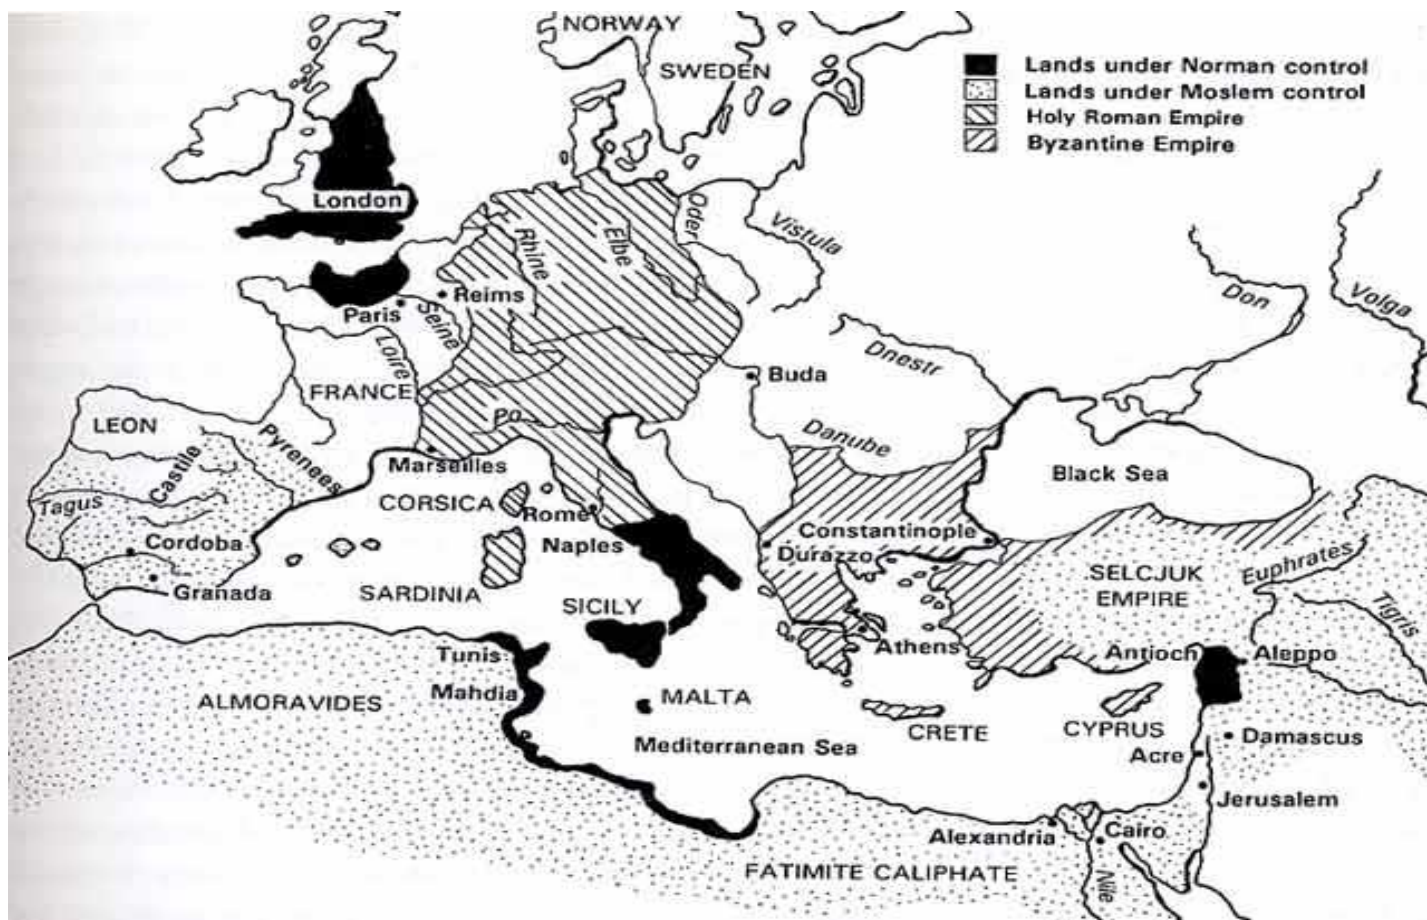 NORWAY
SWEDEN
Lands under Norman control
Lands under Moslem control
Holy Roman Empire
Byzantine Empire
London
Rhine
Elbe
Oder
Vistula
Don
Volga
Reims
Paris
Seine
Loire
Dnestr
Buda
FRANCE
Po
LEON
Pyrenees
Danube
Castile
Marseilles
Black Sea
Tagus
CORSICA
Rome
Constantinople
Cordoba
Naples
Durazzo
Euphrates
Granada
SARDINIA
SICILY
SELCJUK
EMPIRE
Tigris
Athens
Tunis
Antioch
Aleppo
Mahdia
ALMORAVIDES
MALTA
CRETE
CYPRUS
Mediterranean Sea
Damascus
Acre
Jerusalem
Alexandria
Cairo
FATIMITE CALIPHATE
Nile